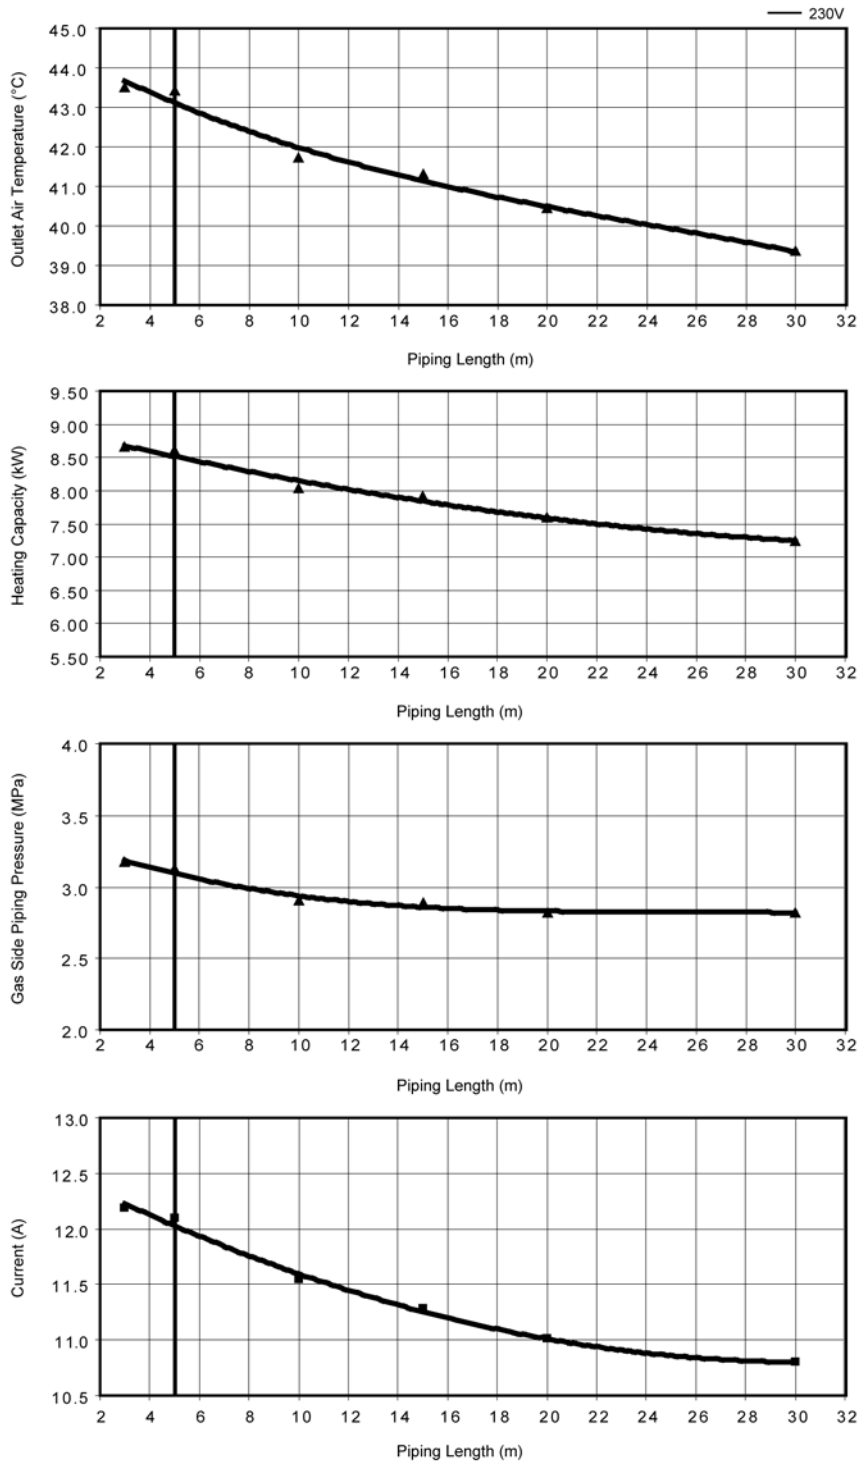 230V
45.0
44.0
43.0
42.0
41.0
40.0
39.0
38.0
Outlet Air Temperature (°C)
2 4 6 8 10 12 14 16 18 20 22 24 26 28 30 32
Piping Length (m)
9.50
9.00
8.50
8.00
7.50
7.00
6.50
6.00
5.50
Heating Capacity (kW)
2 4 6 8 10 12 14 16 18 20 22 24 26 28 30 32
Piping Length (m)
4.0
3.5
3.0
2.5
2.0
Gas Side Piping Pressure (MPa)
2 4 6 8 10 12 14 16 18 20 22 24 26 28 30 32
Piping Length (m)
13.0
12.5
12.0
11.5
11.0
10.5
Current (A)
2 4 6 8 10 12 14 16 18 20 22 24 26 28 30 32
Piping Length (m)